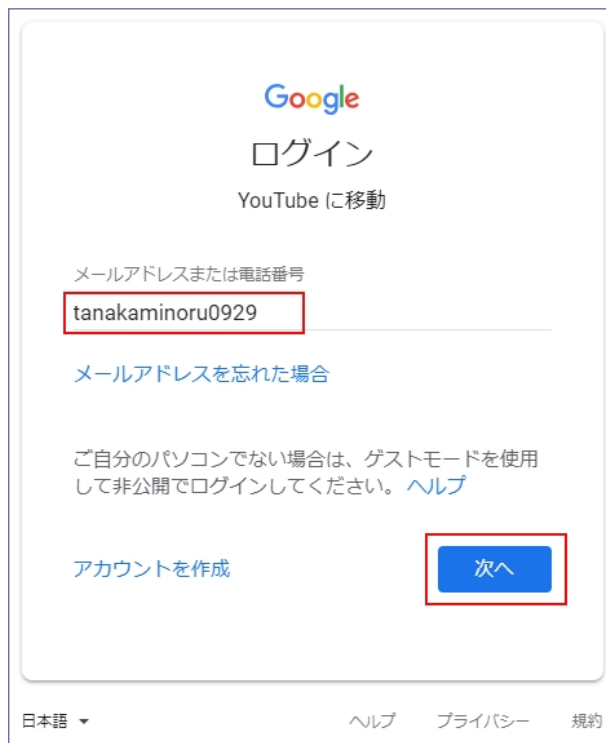 Google
ログイン
YouTube に移動
メールアドレスまたは電話番号
tanakaminoru0929
メールアドレスを忘れた場合
ご自分のパソコンでない場合は、ゲストモードを使用
して非公開でログインしてください。 ヘルプ
アカウントを作成
次へ
日本語 ヘルプ プライバシー 規約